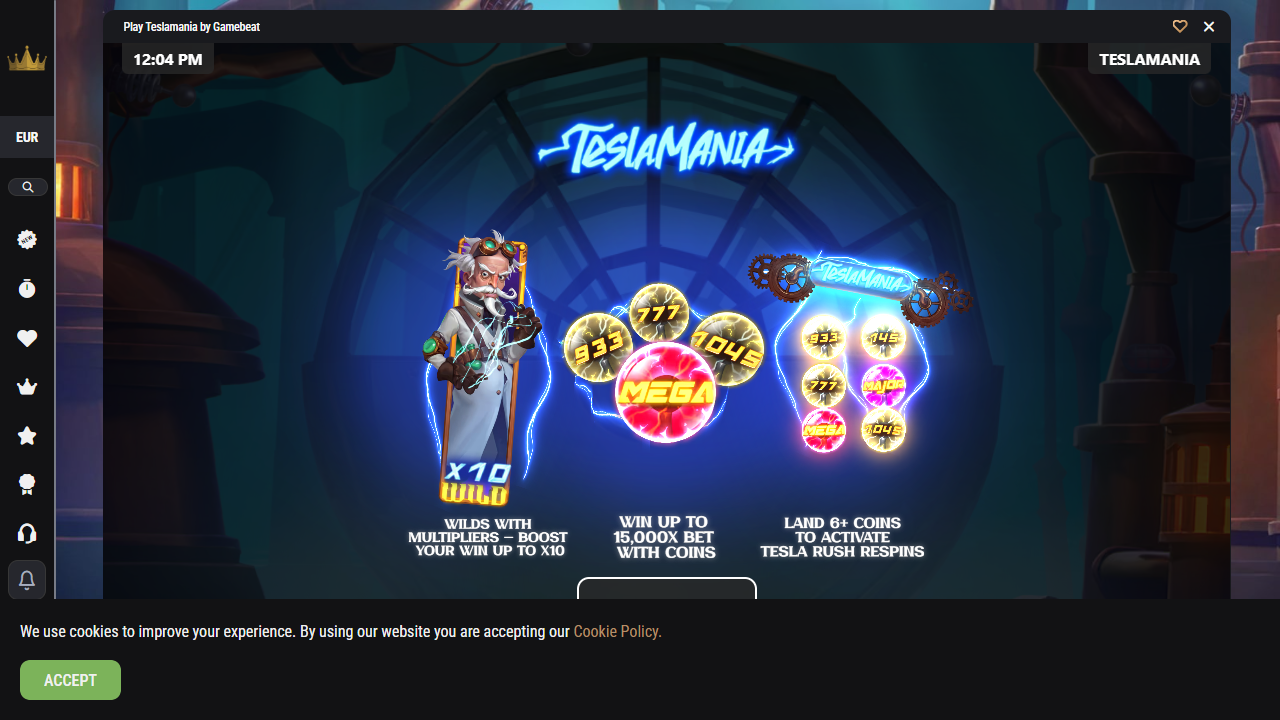 Play Teslamania by Gamebeat
12:04 PM
TESLAMANIA
EUR
NEW
TESLAMANIA
TESLAMANIA
933
777
1045
MEGA
933
145
777
MAJOR
MEGA
1045
X10
WILD
WILDS WITH
MULTIPLIERS – BOOST
YOUR WIN UP TO X10
WIN UP TO
15,000X BET
WITH COINS
LAND 6+ COINS
TO ACTIVATE
TESLA RUSH RESPINS
We use cookies to improve your experience. By using our website you are accepting our Cookie Policy.
ACCEPT